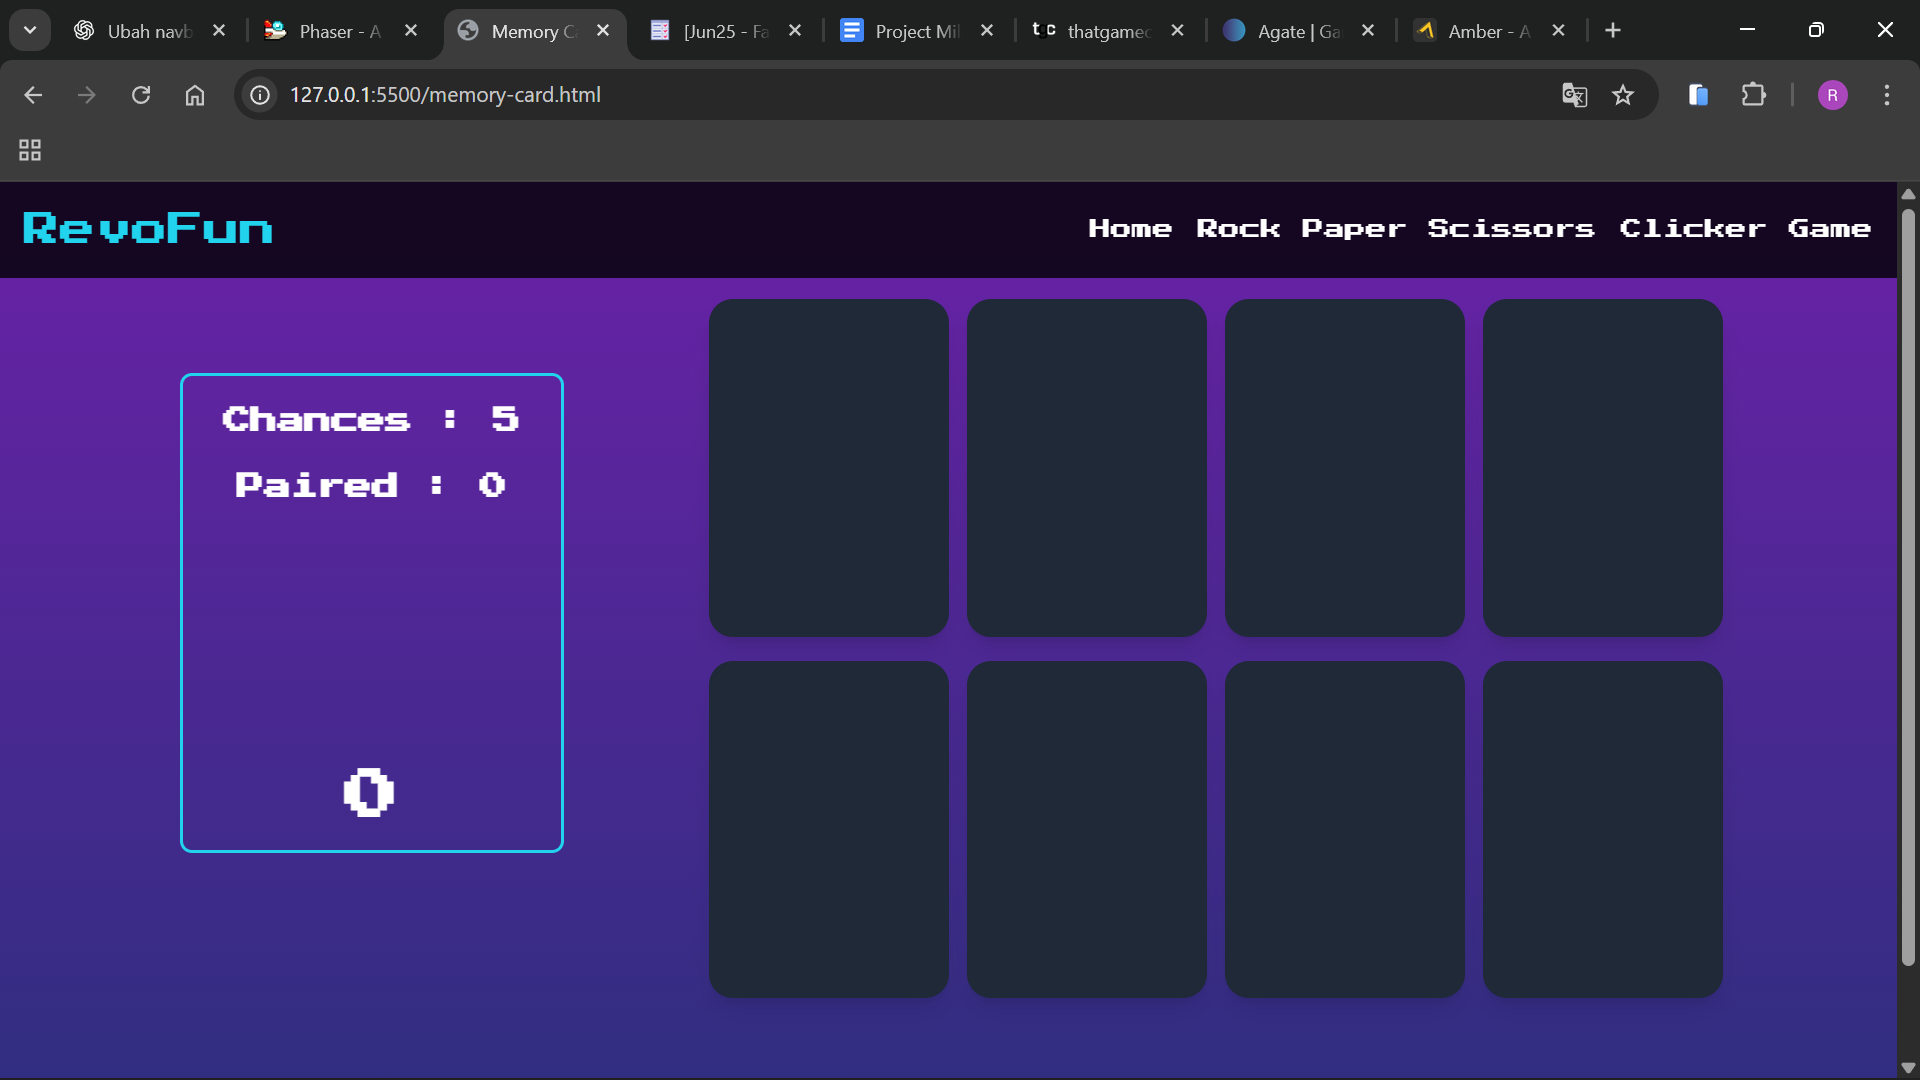 Ubah navb
Phaser - A
Memory C
[Jun25 - Fa
Project Mil
thatgamec
Agate | Ga
Amber - A
127.0.0.1:5500/memory-card.html
R
RevoFun
Home Rock Paper Scissors Clicker Game
Chances : 5
Paired : 0
0